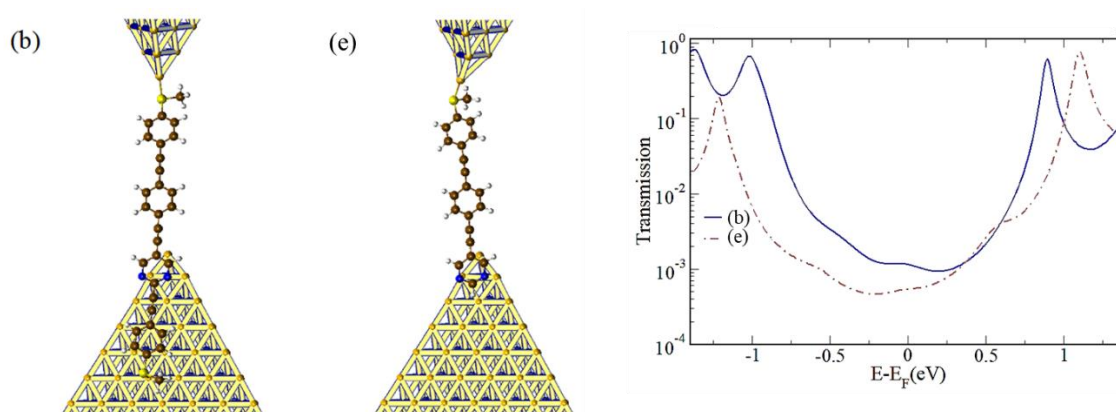 (b)
(e)
Transmission
10^0
10^-1
10^-2
10^-3
10^-4
(b)
(e)
-1
-0.5
0
0.5
1
E-E_F(eV)